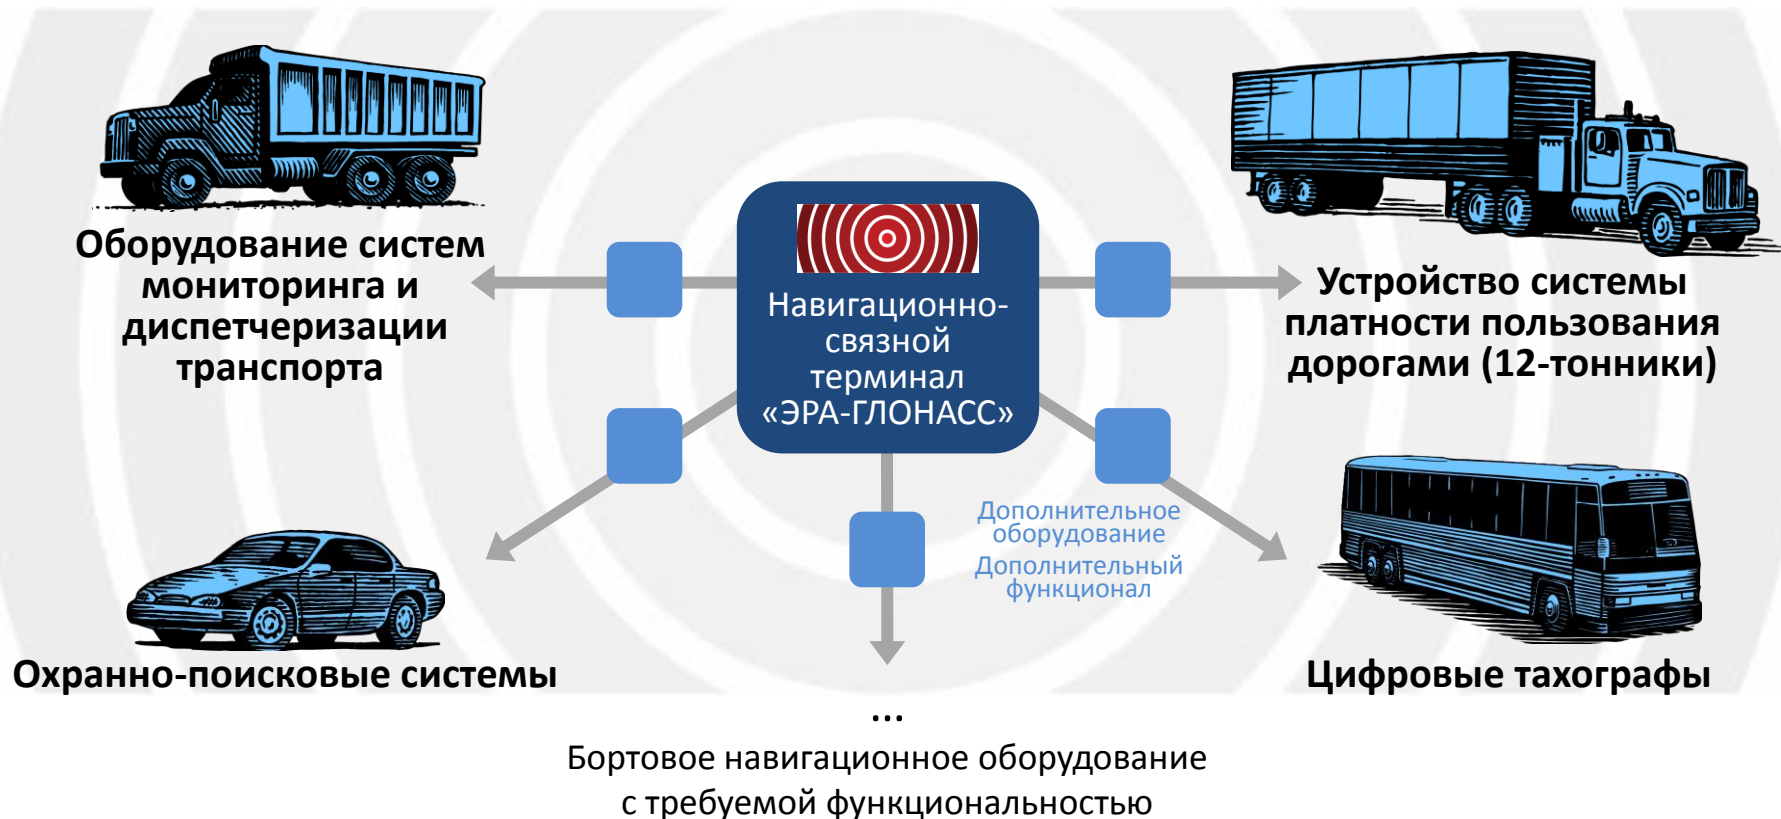 Оборудование систем
мониторинга и
диспетчеризации
транспорта
Навигационно-
связной
терминал
«ЭРА-ГЛОНАСС»
Устройство системы
платности пользования
дорогами (12-тонники)
Дополнительное
оборудование
Дополнительный
функционал
Охранно-поисковые системы
Цифровые тахографы
...
Бортовое навигационное оборудование
с требуемой функциональностью